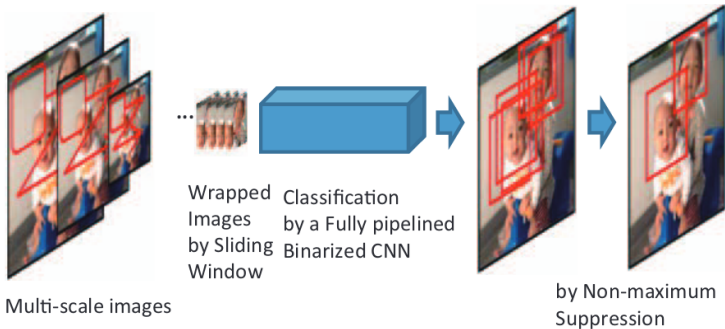 ...
Wrapped
Images
by Sliding
Window
Classification
by a Fully pipelined
Binarized CNN
Multi-scale images
by Non-maximum
Suppression